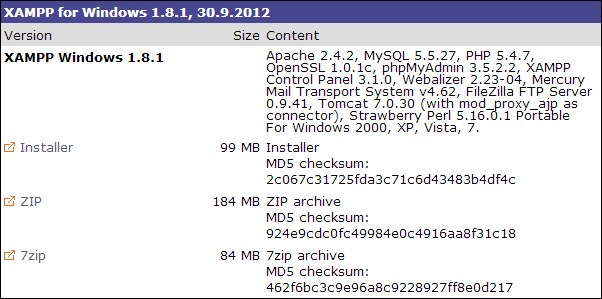 XAMPP for Windows 1.8.1, 30.9.2012
Version Size Content
XAMPP Windows 1.8.1 Apache 2.4.2, MySQL 5.5.27, PHP 5.4.7,
OpenSSL 1.0.1c, phpMyAdmin 3.5.2.2, XAMPP
Control Panel 3.1.0, Webalizer 2.23-04, Mercury
Mail Transport System v4.62, FileZilla FTP Server
0.9.41, Tomcat 7.0.30 (with mod_proxy_ajp as
connector), Strawberry Perl 5.16.0.1 Portable
For Windows 2000, XP, Vista, 7.
Installer 99 MB Installer
MD5 checksum:
2c067c31725fda3c71c6d43483b4df4c
ZIP 184 MB ZIP archive
MD5 checksum:
924e9cdc0fc49984e0c4916aa8f31c18
7zip 84 MB 7zip archive
MD5 checksum:
462f6bc3c9e96a8c9228927ff8e0d217